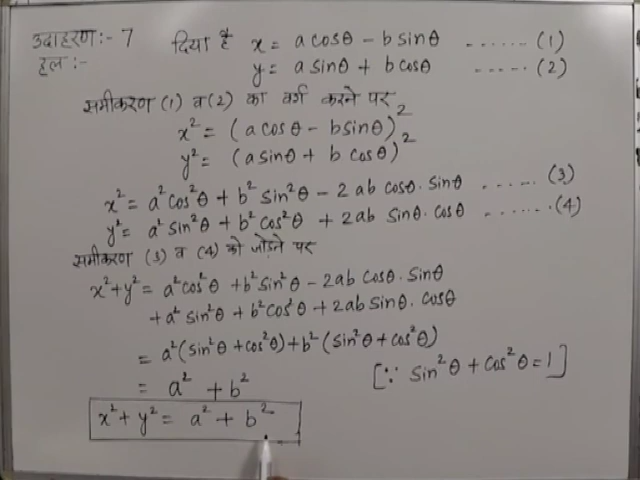 उदाहरण:- 7 दिया है x = a cosθ - b sinθ ....... (1)
हल:- y = a sinθ + b cosθ ..... (2)
समीकरण (1) व (2) का वर्ग करने पर
x² = (a cosθ - b sinθ)²
y² = (a sinθ + b cosθ)²
x² = a² cos²θ + b² sin²θ - 2 ab cosθ. sinθ ...... (3)
y² = a² sin²θ + b² cos²θ + 2ab sinθ. cosθ ....... (4)
समीकरण (3) व (4) को जोड़ने पर
x² + y² = a² cos²θ + b² sin²θ - 2ab cosθ. sinθ
+ a² sin²θ + b² cos²θ + 2ab sinθ. cosθ
= a² (sin²θ + cos²θ) + b² (sin²θ + cos²θ)
= a² + b² [∵ sin²θ + cos²θ = 1]
x² + y² = a² + b²